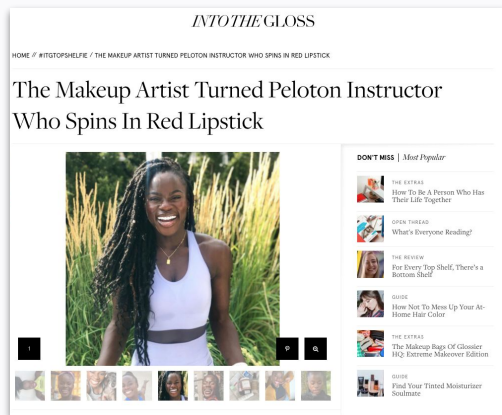 INTO THE GLOSS
HOME // #ITGTOPSHELFIE / THE MAKEUP ARTIST TURNED PELOTON INSTRUCTOR WHO SPINS IN RED LIPSTICK
The Makeup Artist Turned Peloton Instructor
Who Spins In Red Lipstick
DON'T MISS | Most Popular
THE EXTRAS
How To Be A Person Who Has
Their Life Together
OPEN THREAD
What's Everyone Reading?
THE REVIEW
For Every Top Shelf, There's a
Bottom Shelf
GUIDE
How Not To Mess Up Your At-
Home Hair Color
THE EXTRAS
The Makeup Bags Of Glossier
HQ: Extreme Makeover Edition
GUIDE
Find Your Tinted Moisturizer
Soulmate
1